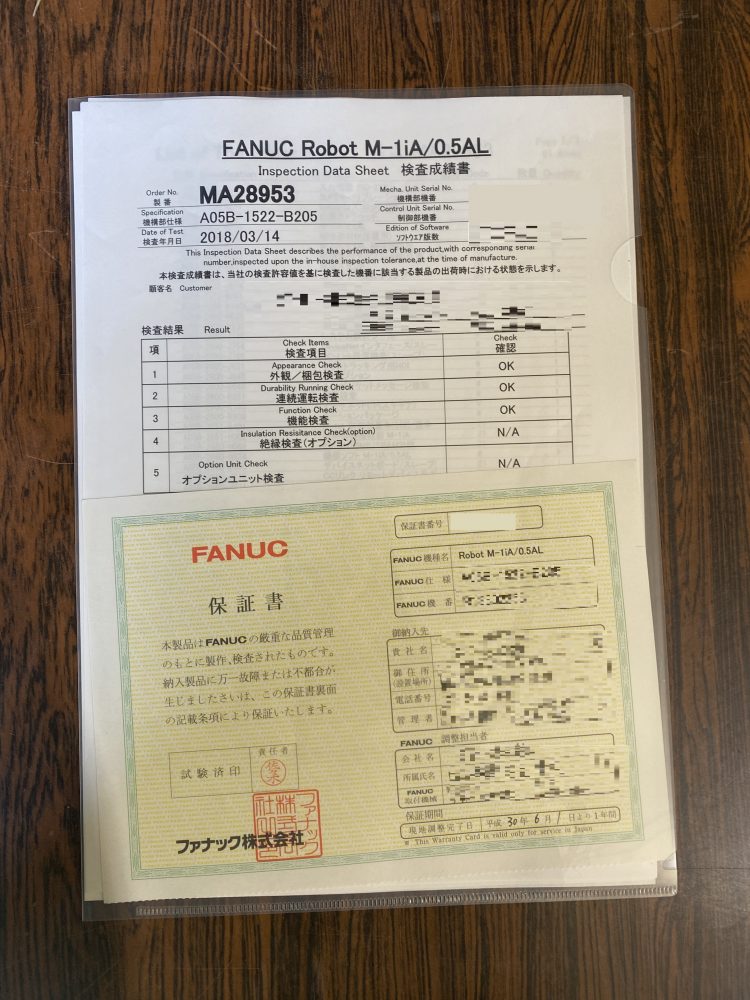 FANUC Robot M-1iA/0.5AL
Inspection Data Sheet 検査成績書
Order No. MA28953
製番
Mecha. Unit Serial No.
機構部機番
Specification A05B-1522-B205
機構部仕様
Control Unit Serial No.
制御部機番
Date of Test 2018/03/14
検査年月日
Edition of Software
ソフトウエア版数
This Inspection Data Sheet describes the performance of the product,with corresponding serial
number,inspected upon the in-house inspection tolerance,at the time of manufacture.
本検査成績書は、当社の検査許容値を基に検査した機番に該当する製品の出荷時における状態を示します。
顧客名 Customer
検査結果 Result
項 Check Items Check
検査項目 確認
1 Appearance Check OK
外観/梱包検査
2 Durability Running Check OK
連続運転検査
3 Function Check OK
機能検査
4 Insulation Resisitance Check(option) N/A
絶縁検査(オプション)
5 Option Unit Check N/A
オプションユニット検査
FANUC
保証書
本製品はFANUCの厳重な品質管理
のもとに製作、検査されたものです。
納入製品に万一故障または不都合が
生じましたさいは、この保証書裏面
の記載条項により保証いたします。
試験済印
責任者
ファナック株式会社
保証書番号
FANUC機種名 Robot M-1iA/0.5AL
FANUC仕様
FANUC機番
御納入先
貴社名
御住所
(設置場所)
電話番号
管理者
FANUC 調整担当者
会社名
所属氏名
FANUC
取付機械
保証期間
現地調整完了日 平成 30年 6月 1日より1年間
* This Warranty Card is valid only for service in Japan